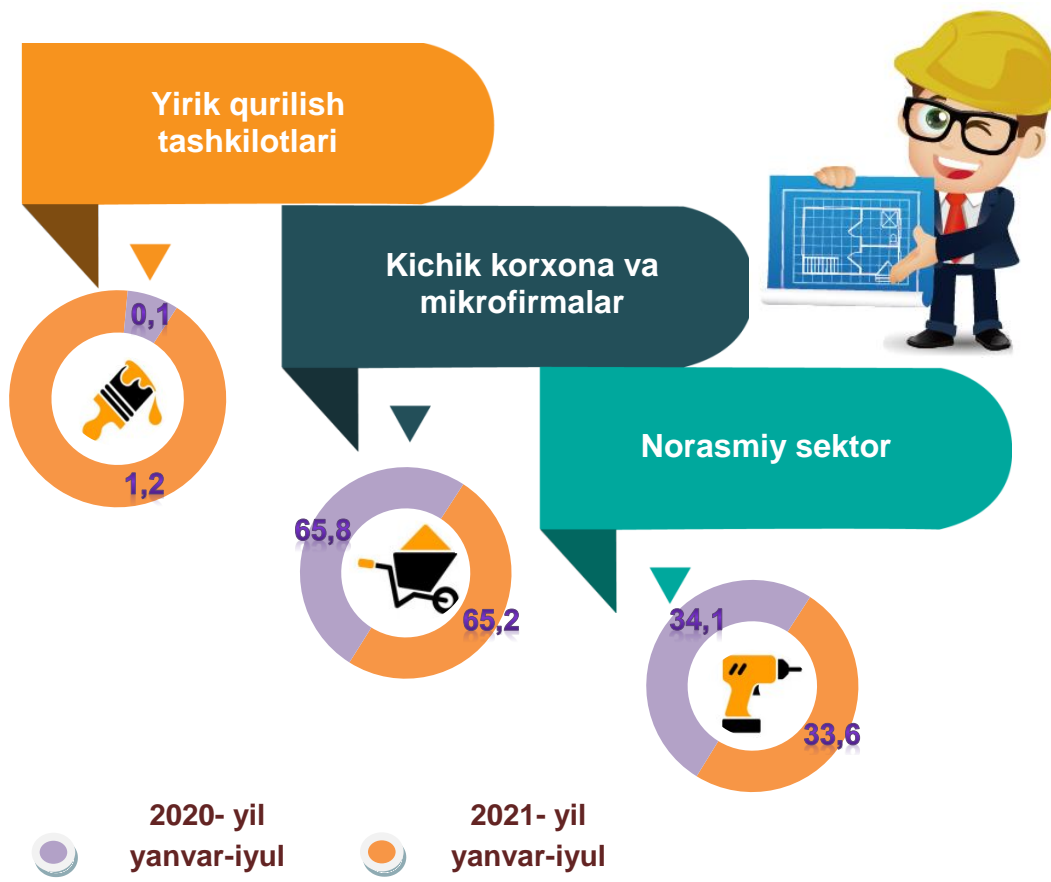 Yirik qurilish
tashkilotlari
0,1
1,2
Kichik korxona va
mikrofirmalar
65,8
65,2
Norasmiy sektor
34,1
33,6
2020- yil
yanvar-iyul
2021- yil
yanvar-iyul